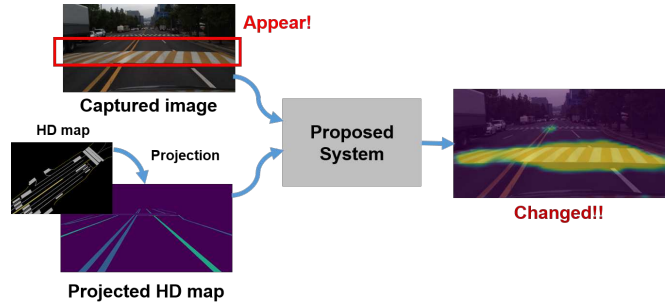 Appear!
Captured image
HD map
Projection
Proposed
System
Projected HD map
Changed!!